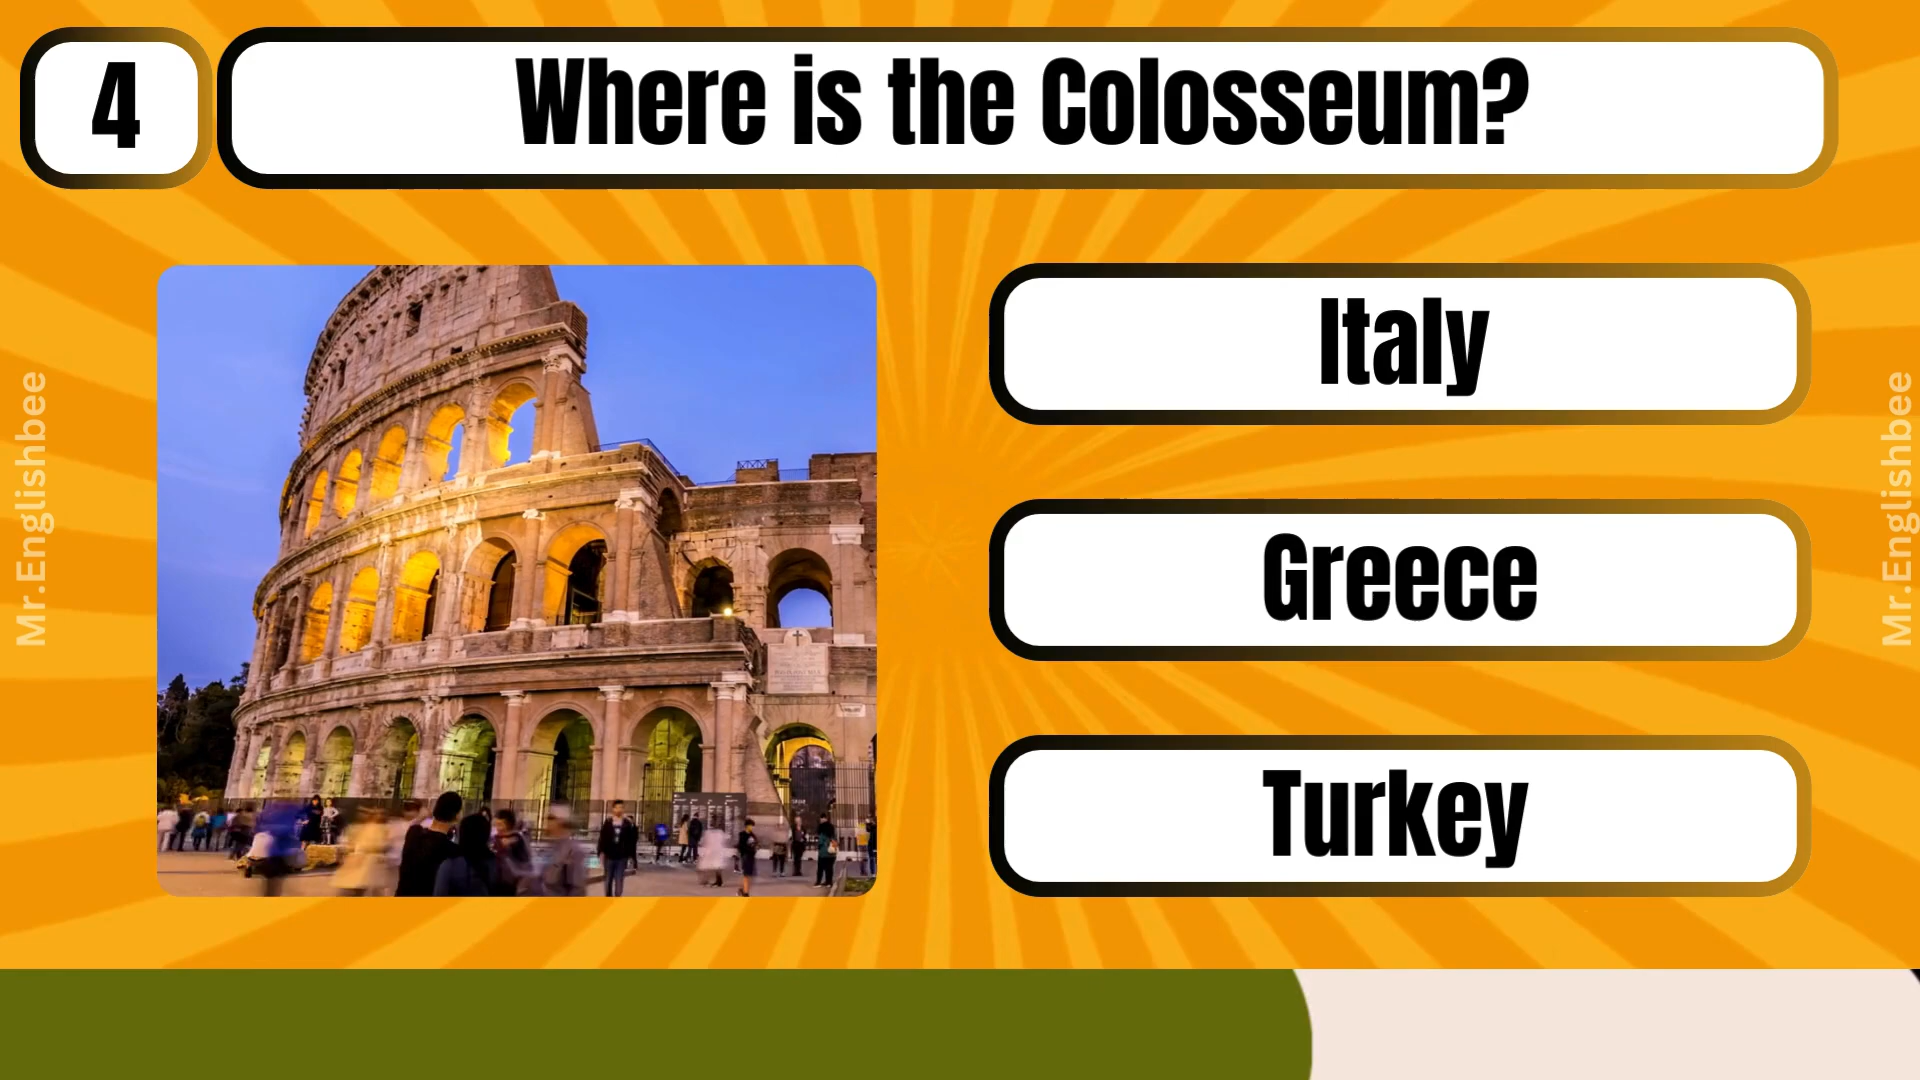 4
Where is the Colosseum?
Italy
Greece
Turkey
Mr.Englishbee
Mr.Englishbee